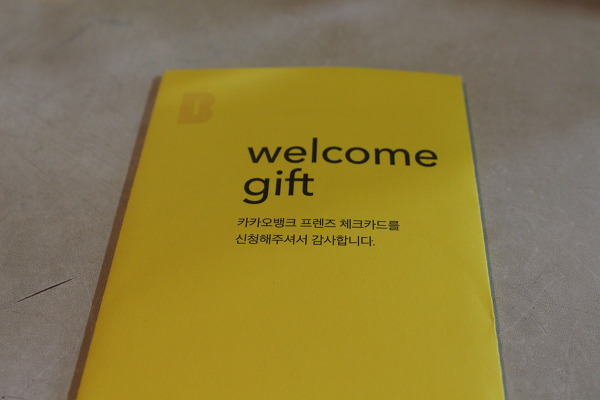 B
welcome
gift
카카오뱅크 프렌즈 체크카드를
신청해주셔서 감사합니다.